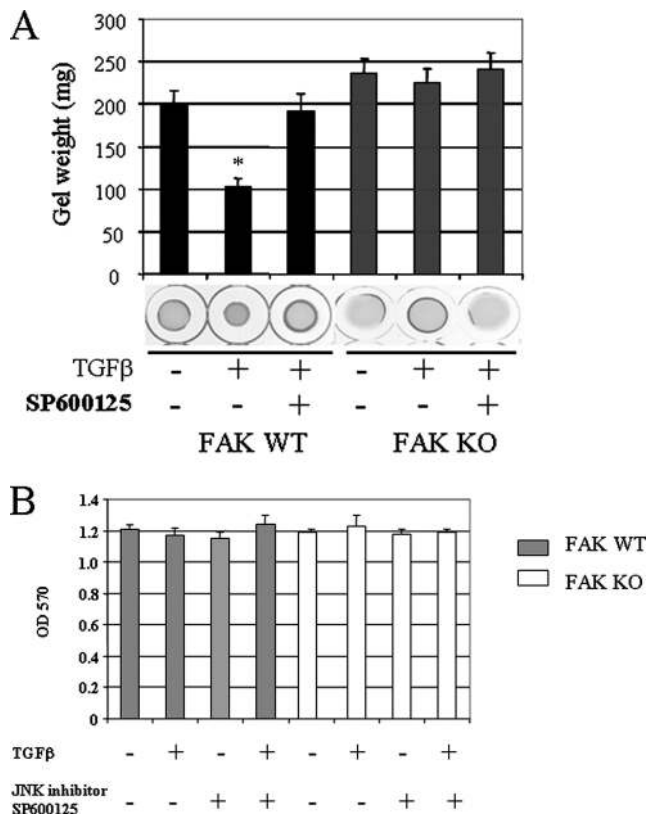 A
Gel weight (mg)
300
250
200
150
100
50
0
*
TGFβ - + + - + +
SP600125 - - + - - +
FAK WT FAK KO
B
OD 570
1.4
1.2
1.0
0.8
0.6
0.4
0.2
0
FAK WT
FAK KO
TGFβ - + - + - + - +
JNK inhibitor
SP600125 - - + + - - + +